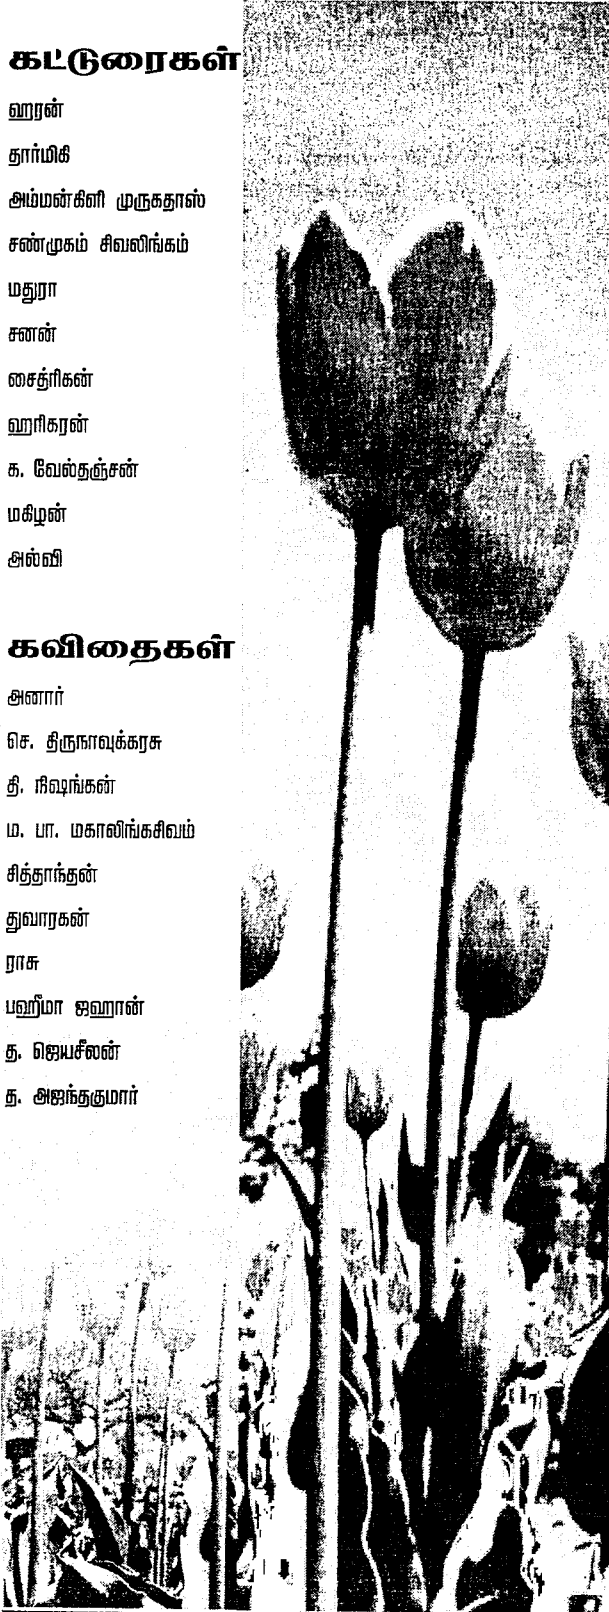 கட்டுரைகள்
ஹரன்
தார்மிகி
அம்மன்கிளி முருகதாஸ்
சண்முகம் சிவலிங்கம்
மதுரா
சனன்
சைத்ரிகன்
ஹரிகரன்
க. வேல்தஞ்சன்
மகிழன்
அல்வி
கவிதைகள்
அனார்
செ. திருநாவுக்கரசு
தி. நிஷங்கன்
ம. பா. மகாலிங்கசிவம்
சித்தாந்தன்
துவாரகன்
ராசு
பஹீமா ஜஹான்
த. ஜெயசீலன்
த. அஜந்தகுமார்